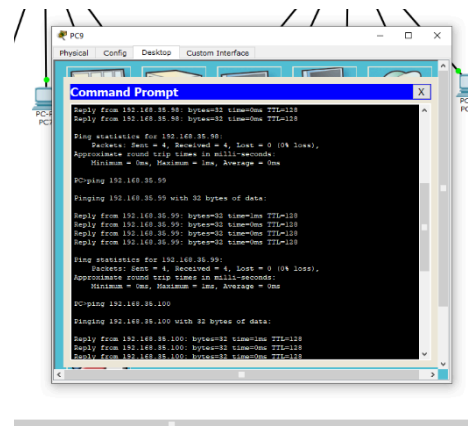 PC9
Physical Config Desktop Custom Interface
Command Prompt
X
Reply from 192.168.35.98: bytes=32 time=0ms TTL=128
Ping statistics for 192.168.35.98:
Packets: Sent = 4, Received = 4, Lost = 0 (0% loss),
Approximate round trip times in milli-seconds:
Minimum = 0ms, Maximum = 1ms, Average = 0ms
PC>ping 192.168.35.99
Pinging 192.168.35.99 with 32 bytes of data:
Reply from 192.168.35.99: bytes=32 time=1ms TTL=128
Reply from 192.168.35.99: bytes=32 time=0ms TTL=128
Reply from 192.168.35.99: bytes=32 time=0ms TTL=128
Reply from 192.168.35.99: bytes=32 time=0ms TTL=128
Ping statistics for 192.168.35.99:
Packets: Sent = 4, Received = 4, Lost = 0 (0% loss),
Approximate round trip times in milli-seconds:
Minimum = 0ms, Maximum = 1ms, Average = 0ms
PC>ping 192.168.35.100
Pinging 192.168.35.100 with 32 bytes of data:
Reply from 192.168.35.100: bytes=32 time=1ms TTL=128
Reply from 192.168.35.100: bytes=32 time=0ms TTL=128
Reply from 192.168.35.100: bytes=32 time=0ms TTL=128